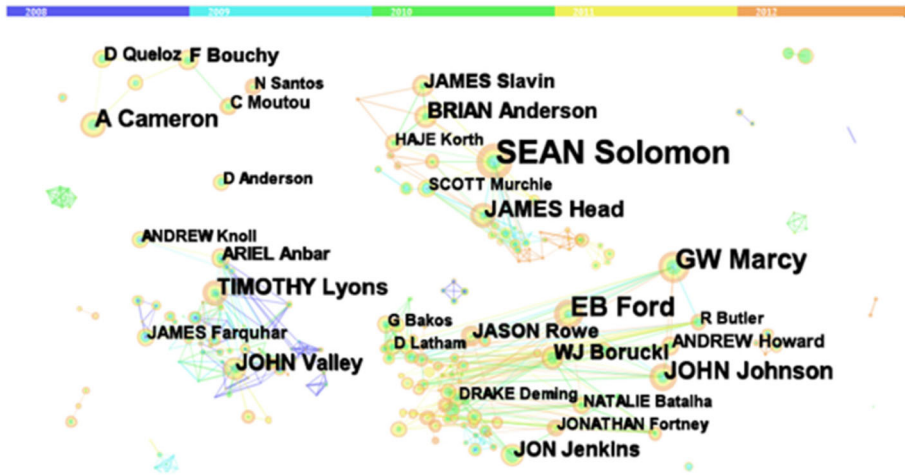 2008 2009 2010 2011 2012
D Queloz F Bouchy
N Santos
C Moutou
A Cameron
D Anderson
JAMES Slavin
BRIAN Anderson
HAJE Korth
SEAN Solomon
SCOTT Murchie
JAMES Head
ANDREW Knoll
ARIEL Anbar
TIMOTHY Lyons
JAMES Farquhar
JOHN Valley
GW Marcy
EB Ford
G Bakos
R Butler
JASON Rowe
D Latham
ANDREW Howard
WJ Borucki
JOHN Johnson
DRAKE Deming
NATALIE Batalha
JONATHAN Fortney
JON Jenkins